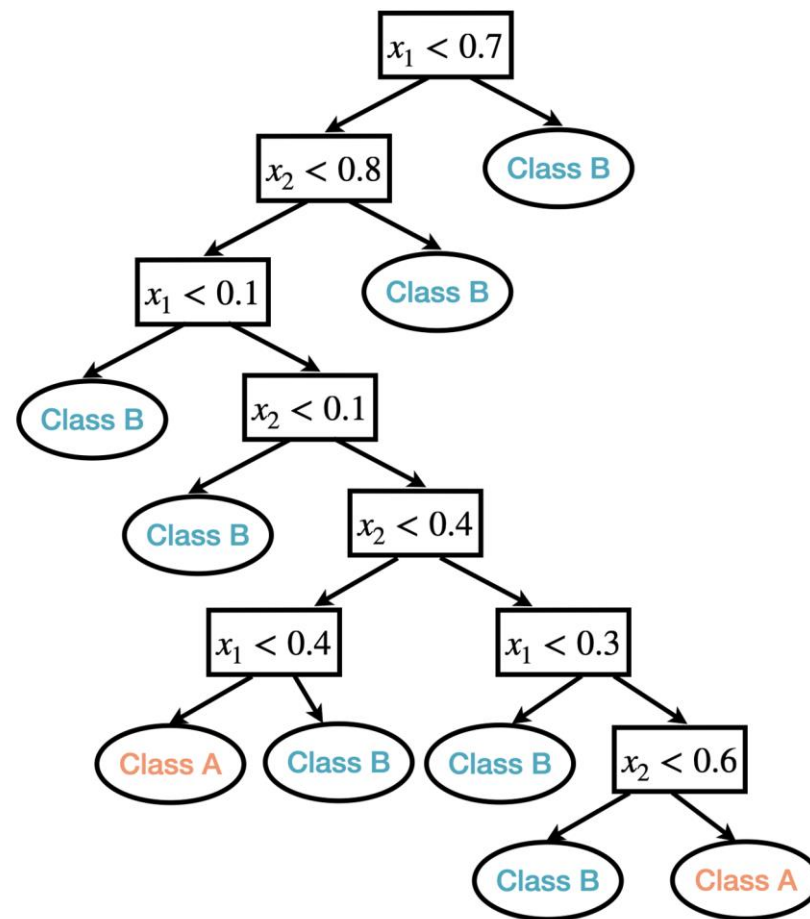 x₁ < 0.7
x₂ < 0.8
Class B
x₁ < 0.1
Class B
Class B
x₂ < 0.1
Class B
x₂ < 0.4
x₁ < 0.4
x₁ < 0.3
Class A
Class B
Class B
x₂ < 0.6
Class B
Class A